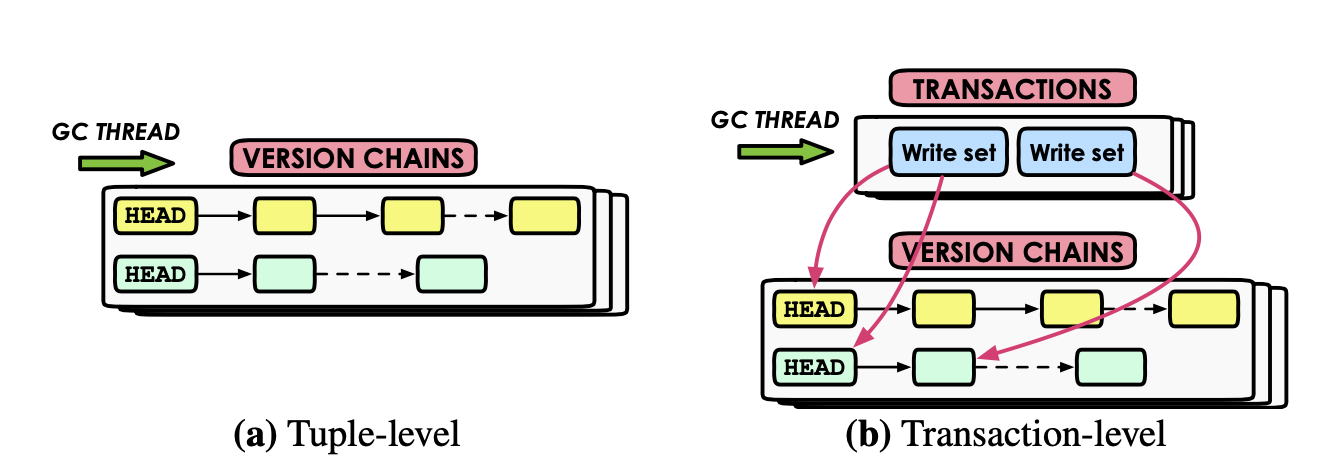 GC THREAD
VERSION CHAINS
HEAD
HEAD
(a) Tuple-level
TRANSACTIONS
GC THREAD
Write set Write set
VERSION CHAINS
HEAD
HEAD
(b) Transaction-level